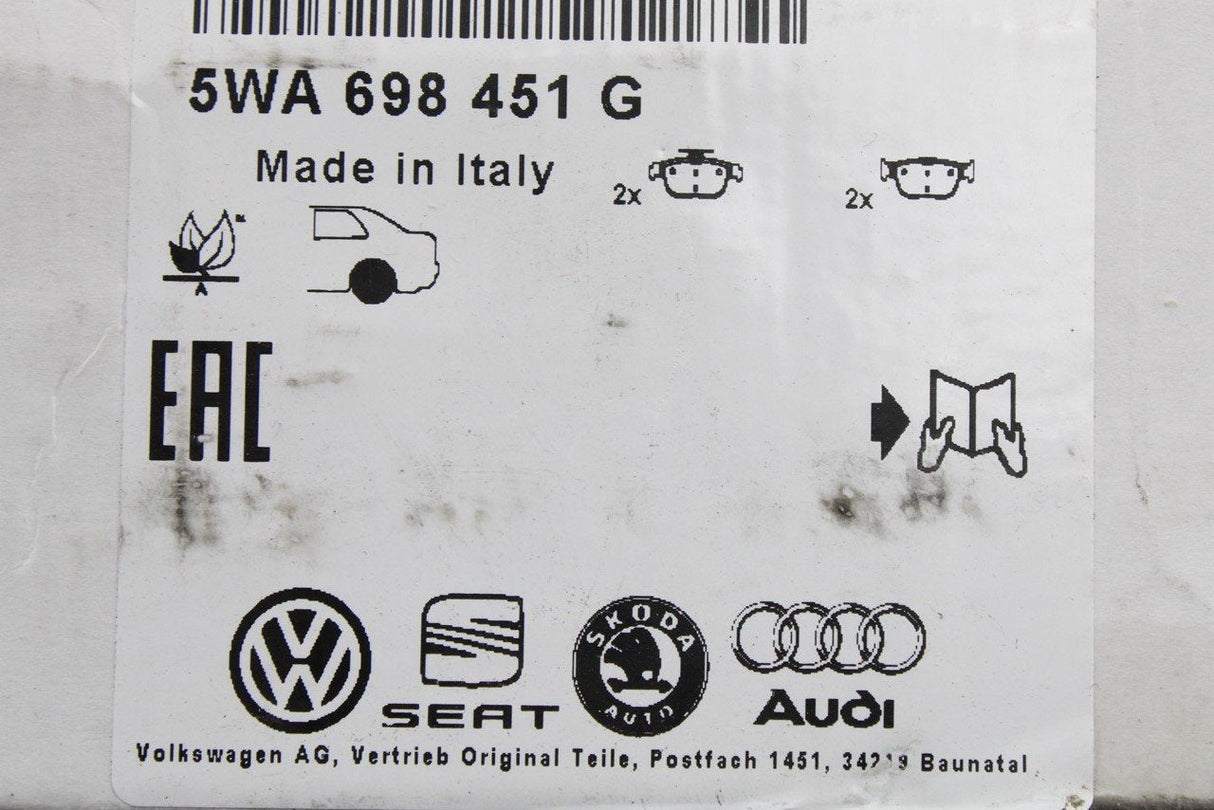 5WA 698 451 G
Made in Italy
2x
2x
A
EAC
SKODA
AUTO
SEAT
Audi
Volkswagen AG, Vertrieb Original Teile, Postfach 1451, Baunatal